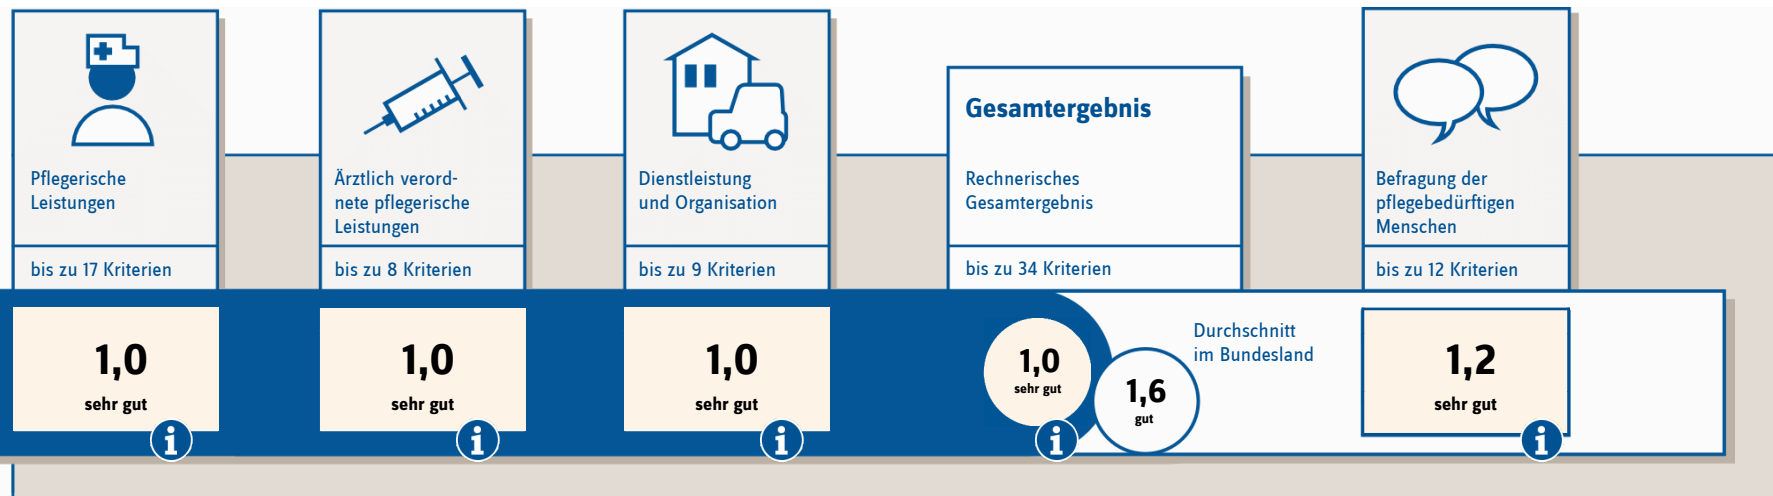 Pflegerische
Leistungen
bis zu 17 Kriterien
1,0
sehr gut
i
Ärztlich verord-
nete pflegerische
Leistungen
bis zu 8 Kriterien
1,0
sehr gut
i
Dienstleistung
und Organisation
bis zu 9 Kriterien
1,0
sehr gut
i
Gesamtergebnis
Rechnerisches
Gesamtergebnis
bis zu 34 Kriterien
1,0
sehr gut
i
1,6
gut
Durchschnitt
im Bundesland
Befragung der
pflegebedürftigen
Menschen
bis zu 12 Kriterien
1,2
sehr gut
i